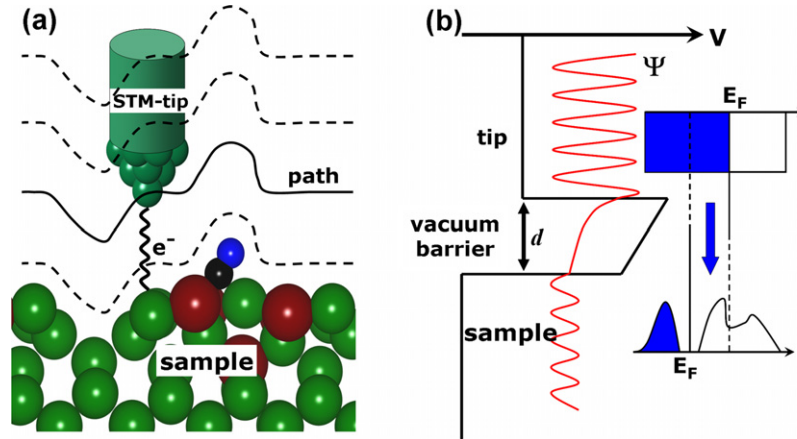 (a)
STM-tip
path
e⁻
sample
(b)
V
Ψ
E_F
tip
vacuum
barrier
d
sample
E_F